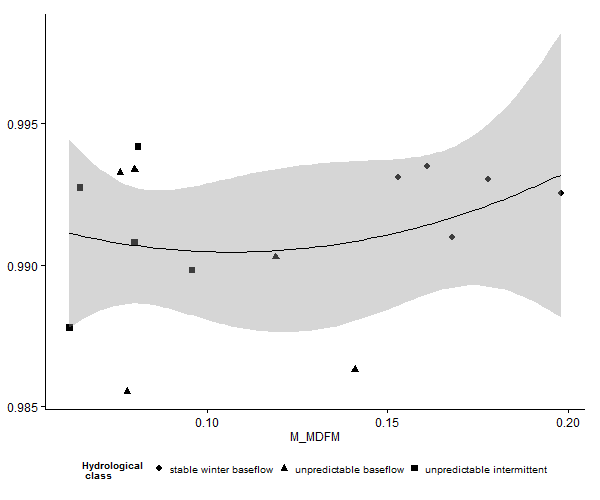 0.995
0.990
0.985
0.10 0.15 0.20
M_MDFM
Hydrological
class
stable winter baseflow unpredictable baseflow unpredictable intermittent